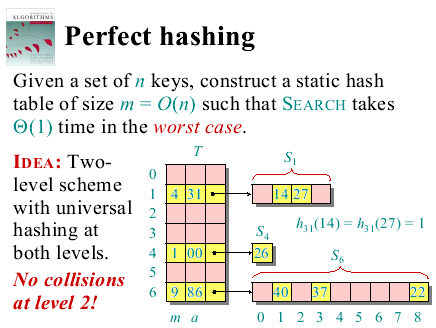 ALGORITHMS
Perfect hashing
Given a set of n keys, construct a static hash
table of size m = O(n) such that SEARCH takes
Θ(1) time in the worst case.
IDEA: Two-
level scheme
with universal
hashing at
both levels.
No collisions
at level 2!
T
0
1 4 31
2
3
4 1 00
5
6 9 86
m a
S1
14 27
h31(14) = h31(27) = 1
S4
26
S6
40 37 22
0 1 2 3 4 5 6 7 8